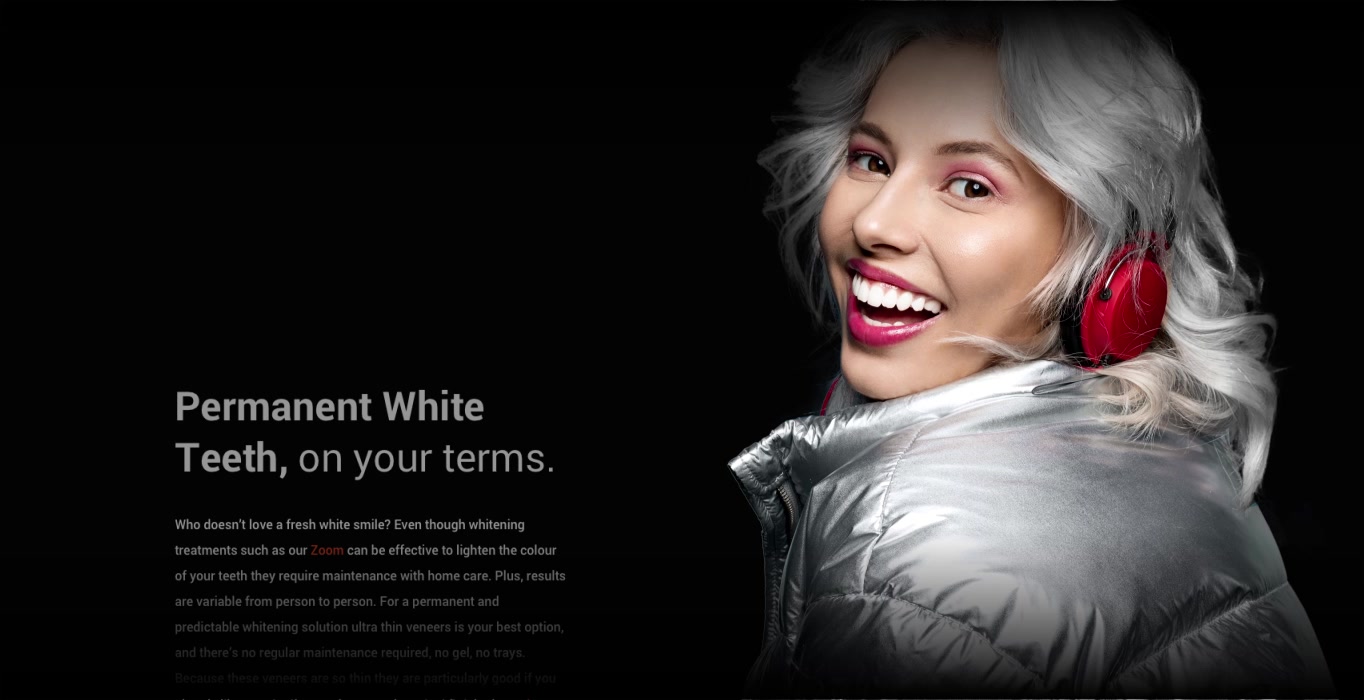 Permanent White
Teeth, on your terms.
Who doesn't love a fresh white smile? Even though whitening
treatments such as our Zoom can be effective to lighten the colour
of your teeth they require maintenance with home care. Plus, results
are variable from person to person. For a permanent and
predictable whitening solution ultra thin veneers is your best option,
and there's no regular maintenance required, no gel, no trays.
Because these veneers are so thin they are particularly good if you